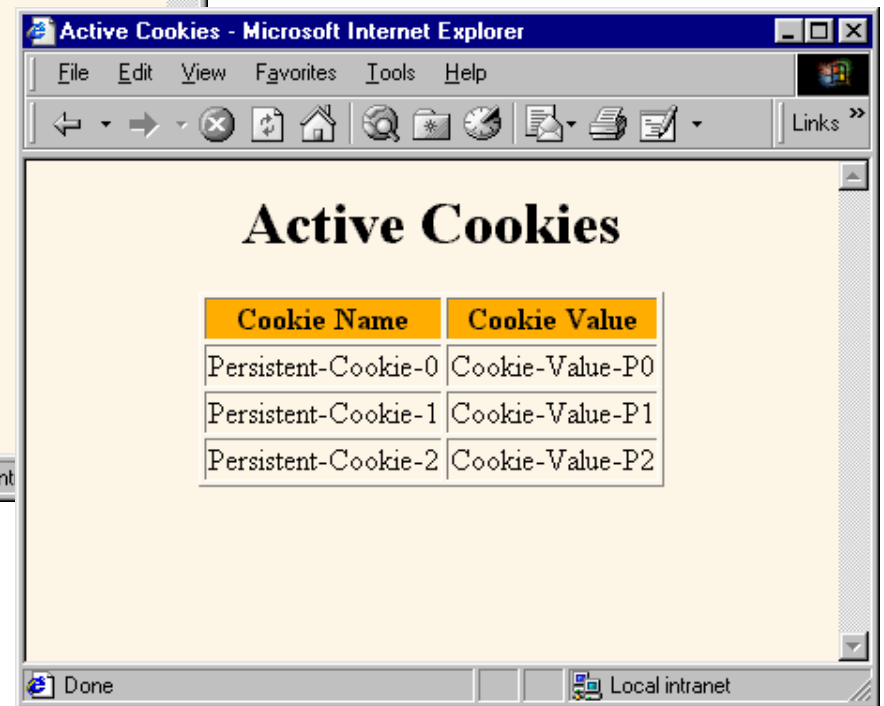 Active Cookies - Microsoft Internet Explorer
File Edit View Favorites Tools Help
Links »
Active Cookies
Cookie Name Cookie Value
Persistent-Cookie-0 Cookie-Value-P0
Persistent-Cookie-1 Cookie-Value-P1
Persistent-Cookie-2 Cookie-Value-P2
Done Local intranet